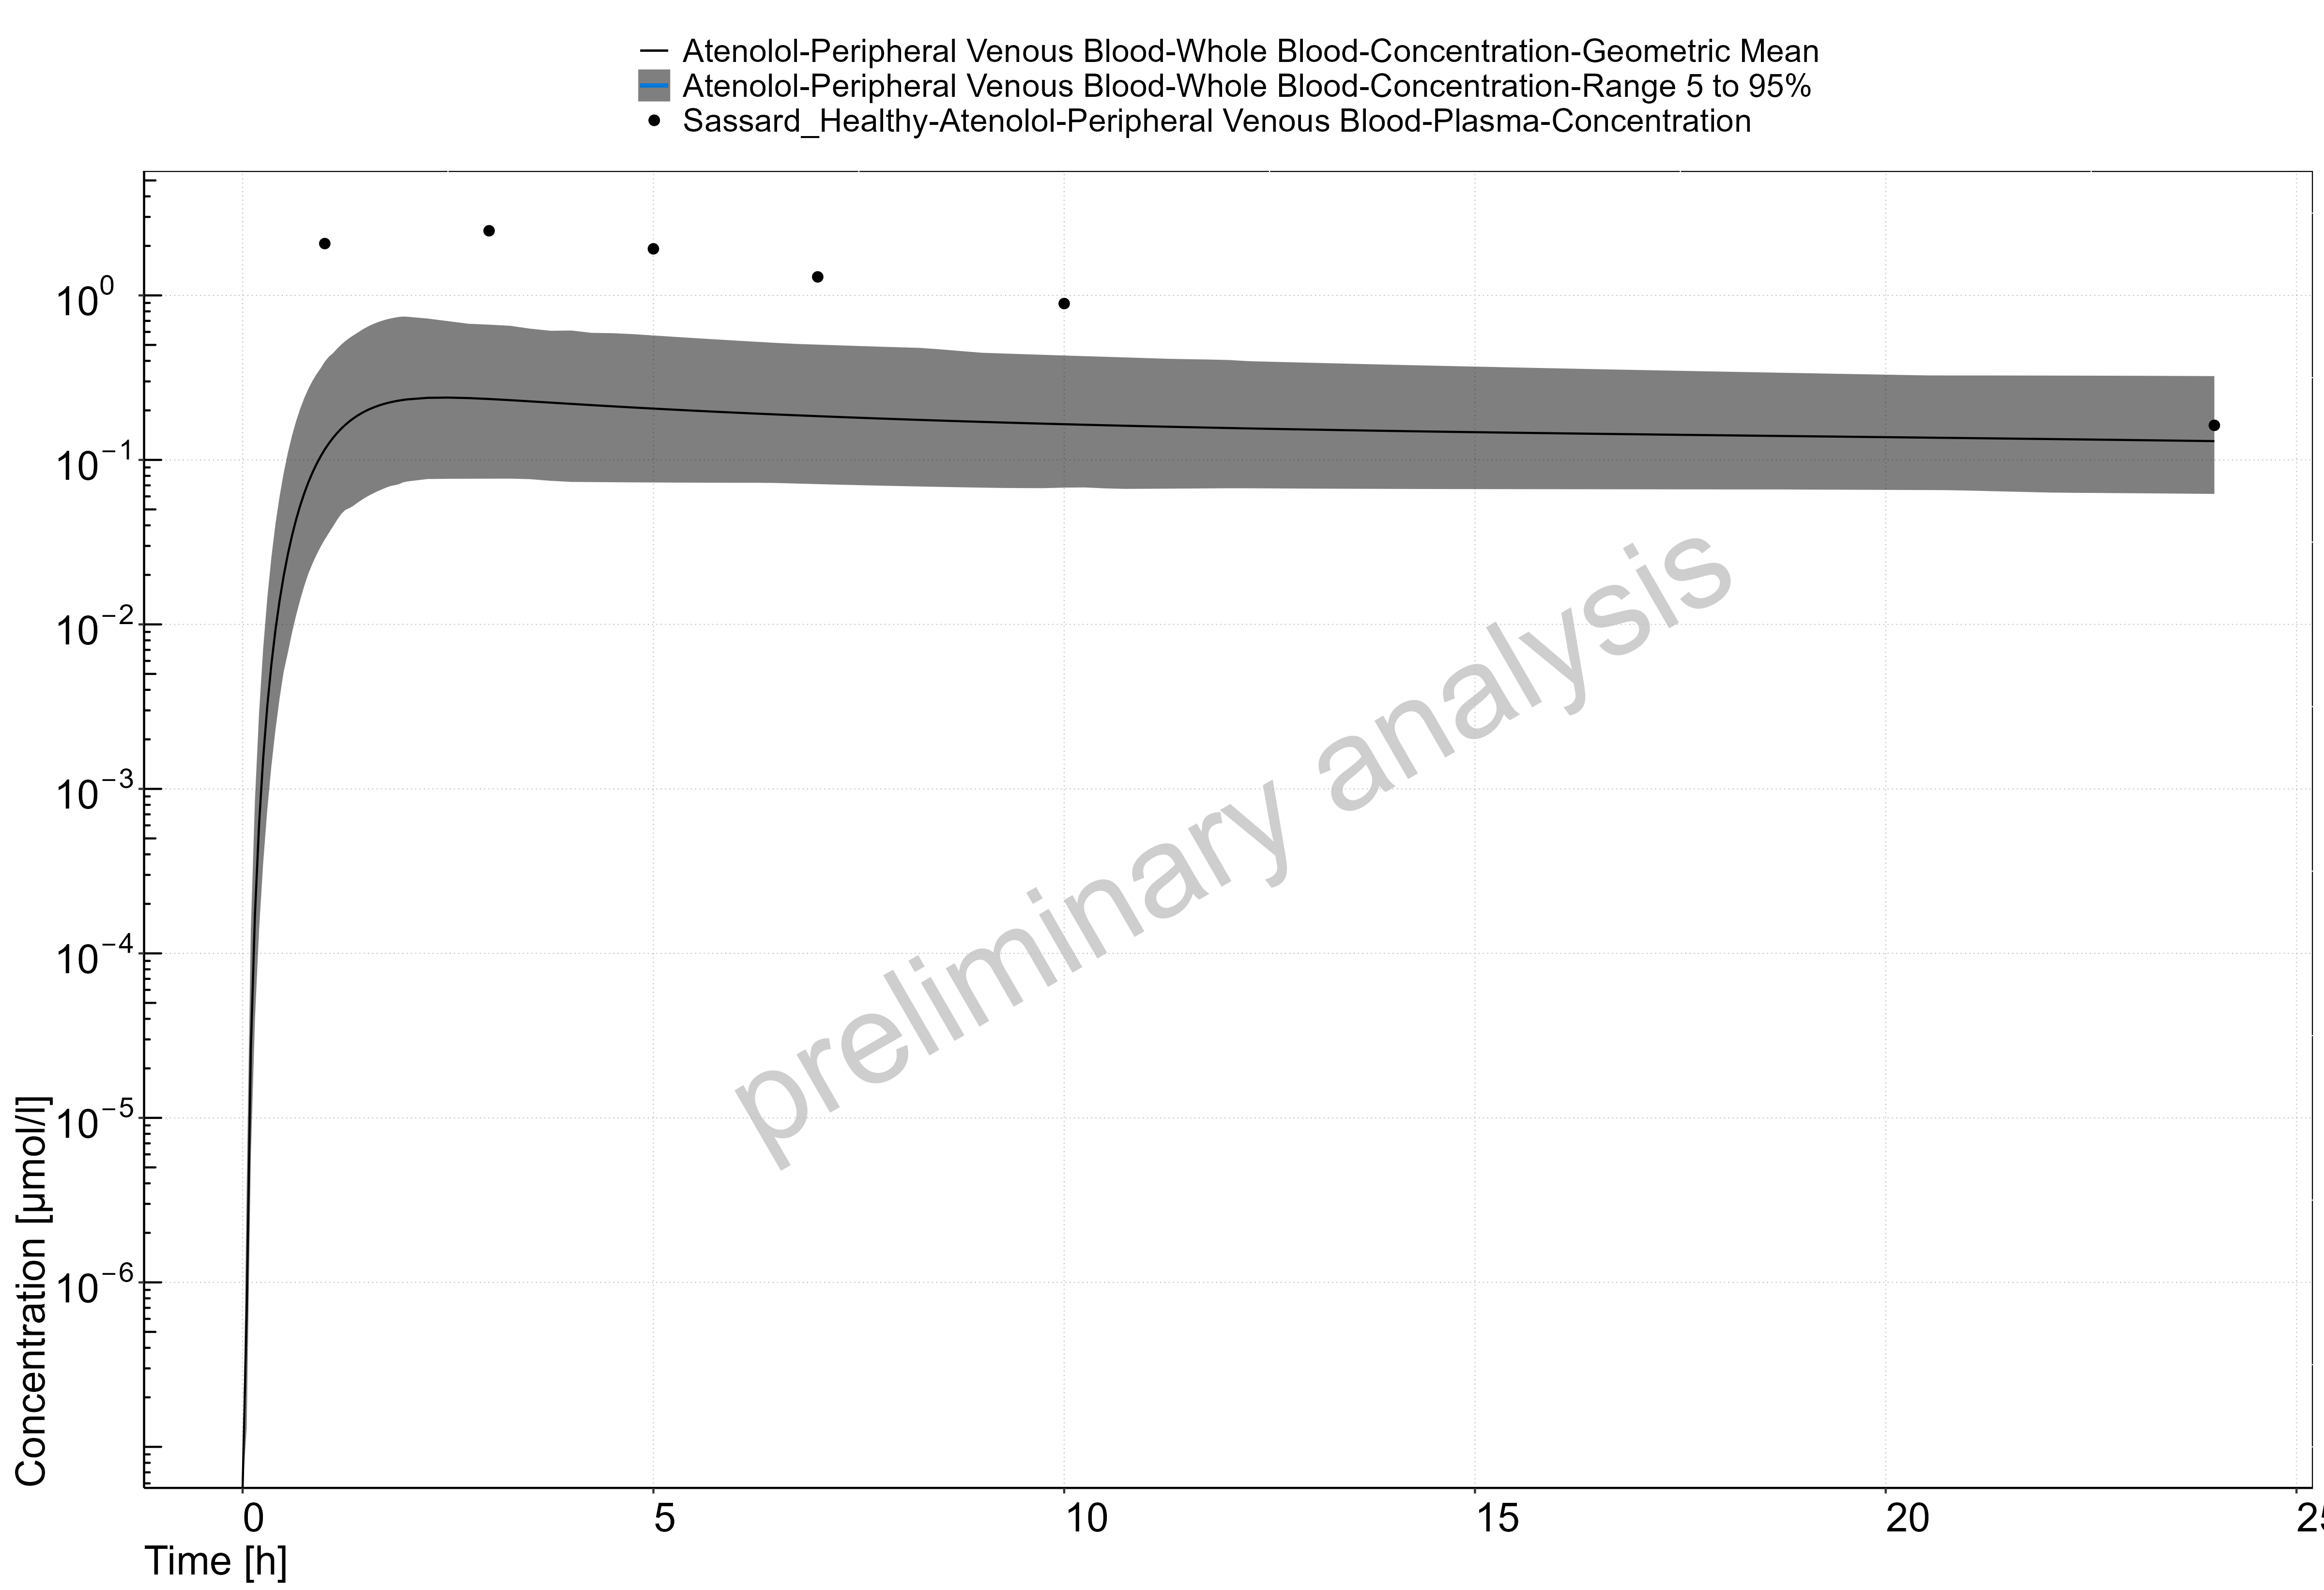 Atenolol-Peripheral Venous Blood-Whole Blood-Concentration-Geometric Mean
Atenolol-Peripheral Venous Blood-Whole Blood-Concentration-Range 5 to 95%
Sassard_Healthy-Atenolol-Peripheral Venous Blood-Plasma-Concentration
10⁰
10⁻¹
10⁻²
10⁻³
10⁻⁴
10⁻⁵
10⁻⁶
Concentration [µmol/l]
preliminary analysis
0 5 10 15 20 25
Time [h]